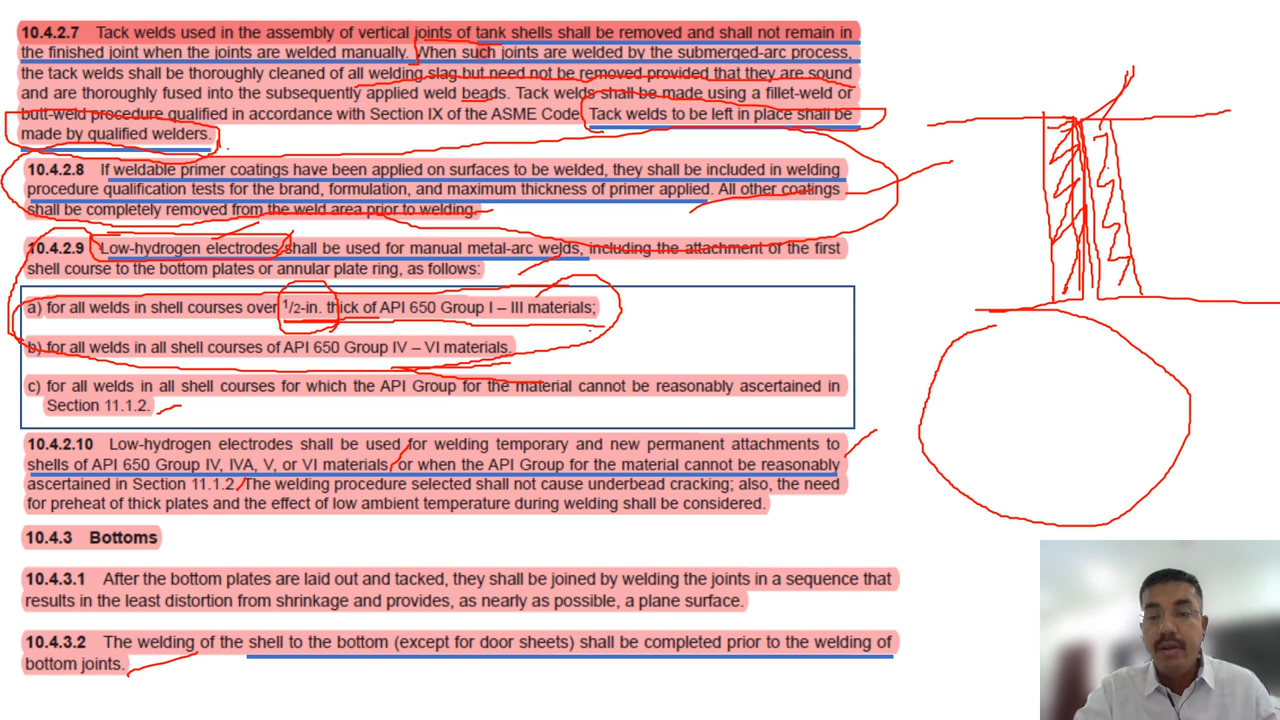 10.4.2.7 Tack welds used in the assembly of vertical joints of tank shells shall be removed and shall not remain in
the finished joint when the joints are welded manually. When such joints are welded by the submerged-arc process,
the tack welds shall be thoroughly cleaned of all welding slag but need not be removed provided that they are sound
and are thoroughly fused into the subsequently applied weld beads. Tack welds shall be made using a fillet-weld or
butt-weld procedure qualified in accordance with Section IX of the ASME Code. Tack welds to be left in place shall be
made by qualified welders.
10.4.2.8 If weldable primer coatings have been applied on surfaces to be welded, they shall be included in welding
procedure qualification tests for the brand, formulation, and maximum thickness of primer applied. All other coatings
shall be completely removed from the weld area prior to welding.
10.4.2.9 Low-hydrogen electrodes shall be used for manual metal-arc welds, including the attachment of the first
shell course to the bottom plates or annular plate ring, as follows:
a) for all welds in shell courses over 1/2-in. thick of API 650 Group I – III materials;
b) for all welds in all shell courses of API 650 Group IV – VI materials.
c) for all welds in all shell courses for which the API Group for the material cannot be reasonably ascertained in
Section 11.1.2.
10.4.2.10 Low-hydrogen electrodes shall be used for welding temporary and new permanent attachments to
shells of API 650 Group IV, IVA, V, or VI materials, or when the API Group for the material cannot be reasonably
ascertained in Section 11.1.2. The welding procedure selected shall not cause underbead cracking; also, the need
for preheat of thick plates and the effect of low ambient temperature during welding shall be considered.
10.4.3 Bottoms
10.4.3.1 After the bottom plates are laid out and tacked, they shall be joined by welding the joints in a sequence that
results in the least distortion from shrinkage and provides, as nearly as possible, a plane surface.
10.4.3.2 The welding of the shell to the bottom (except for door sheets) shall be completed prior to the welding of
bottom joints.